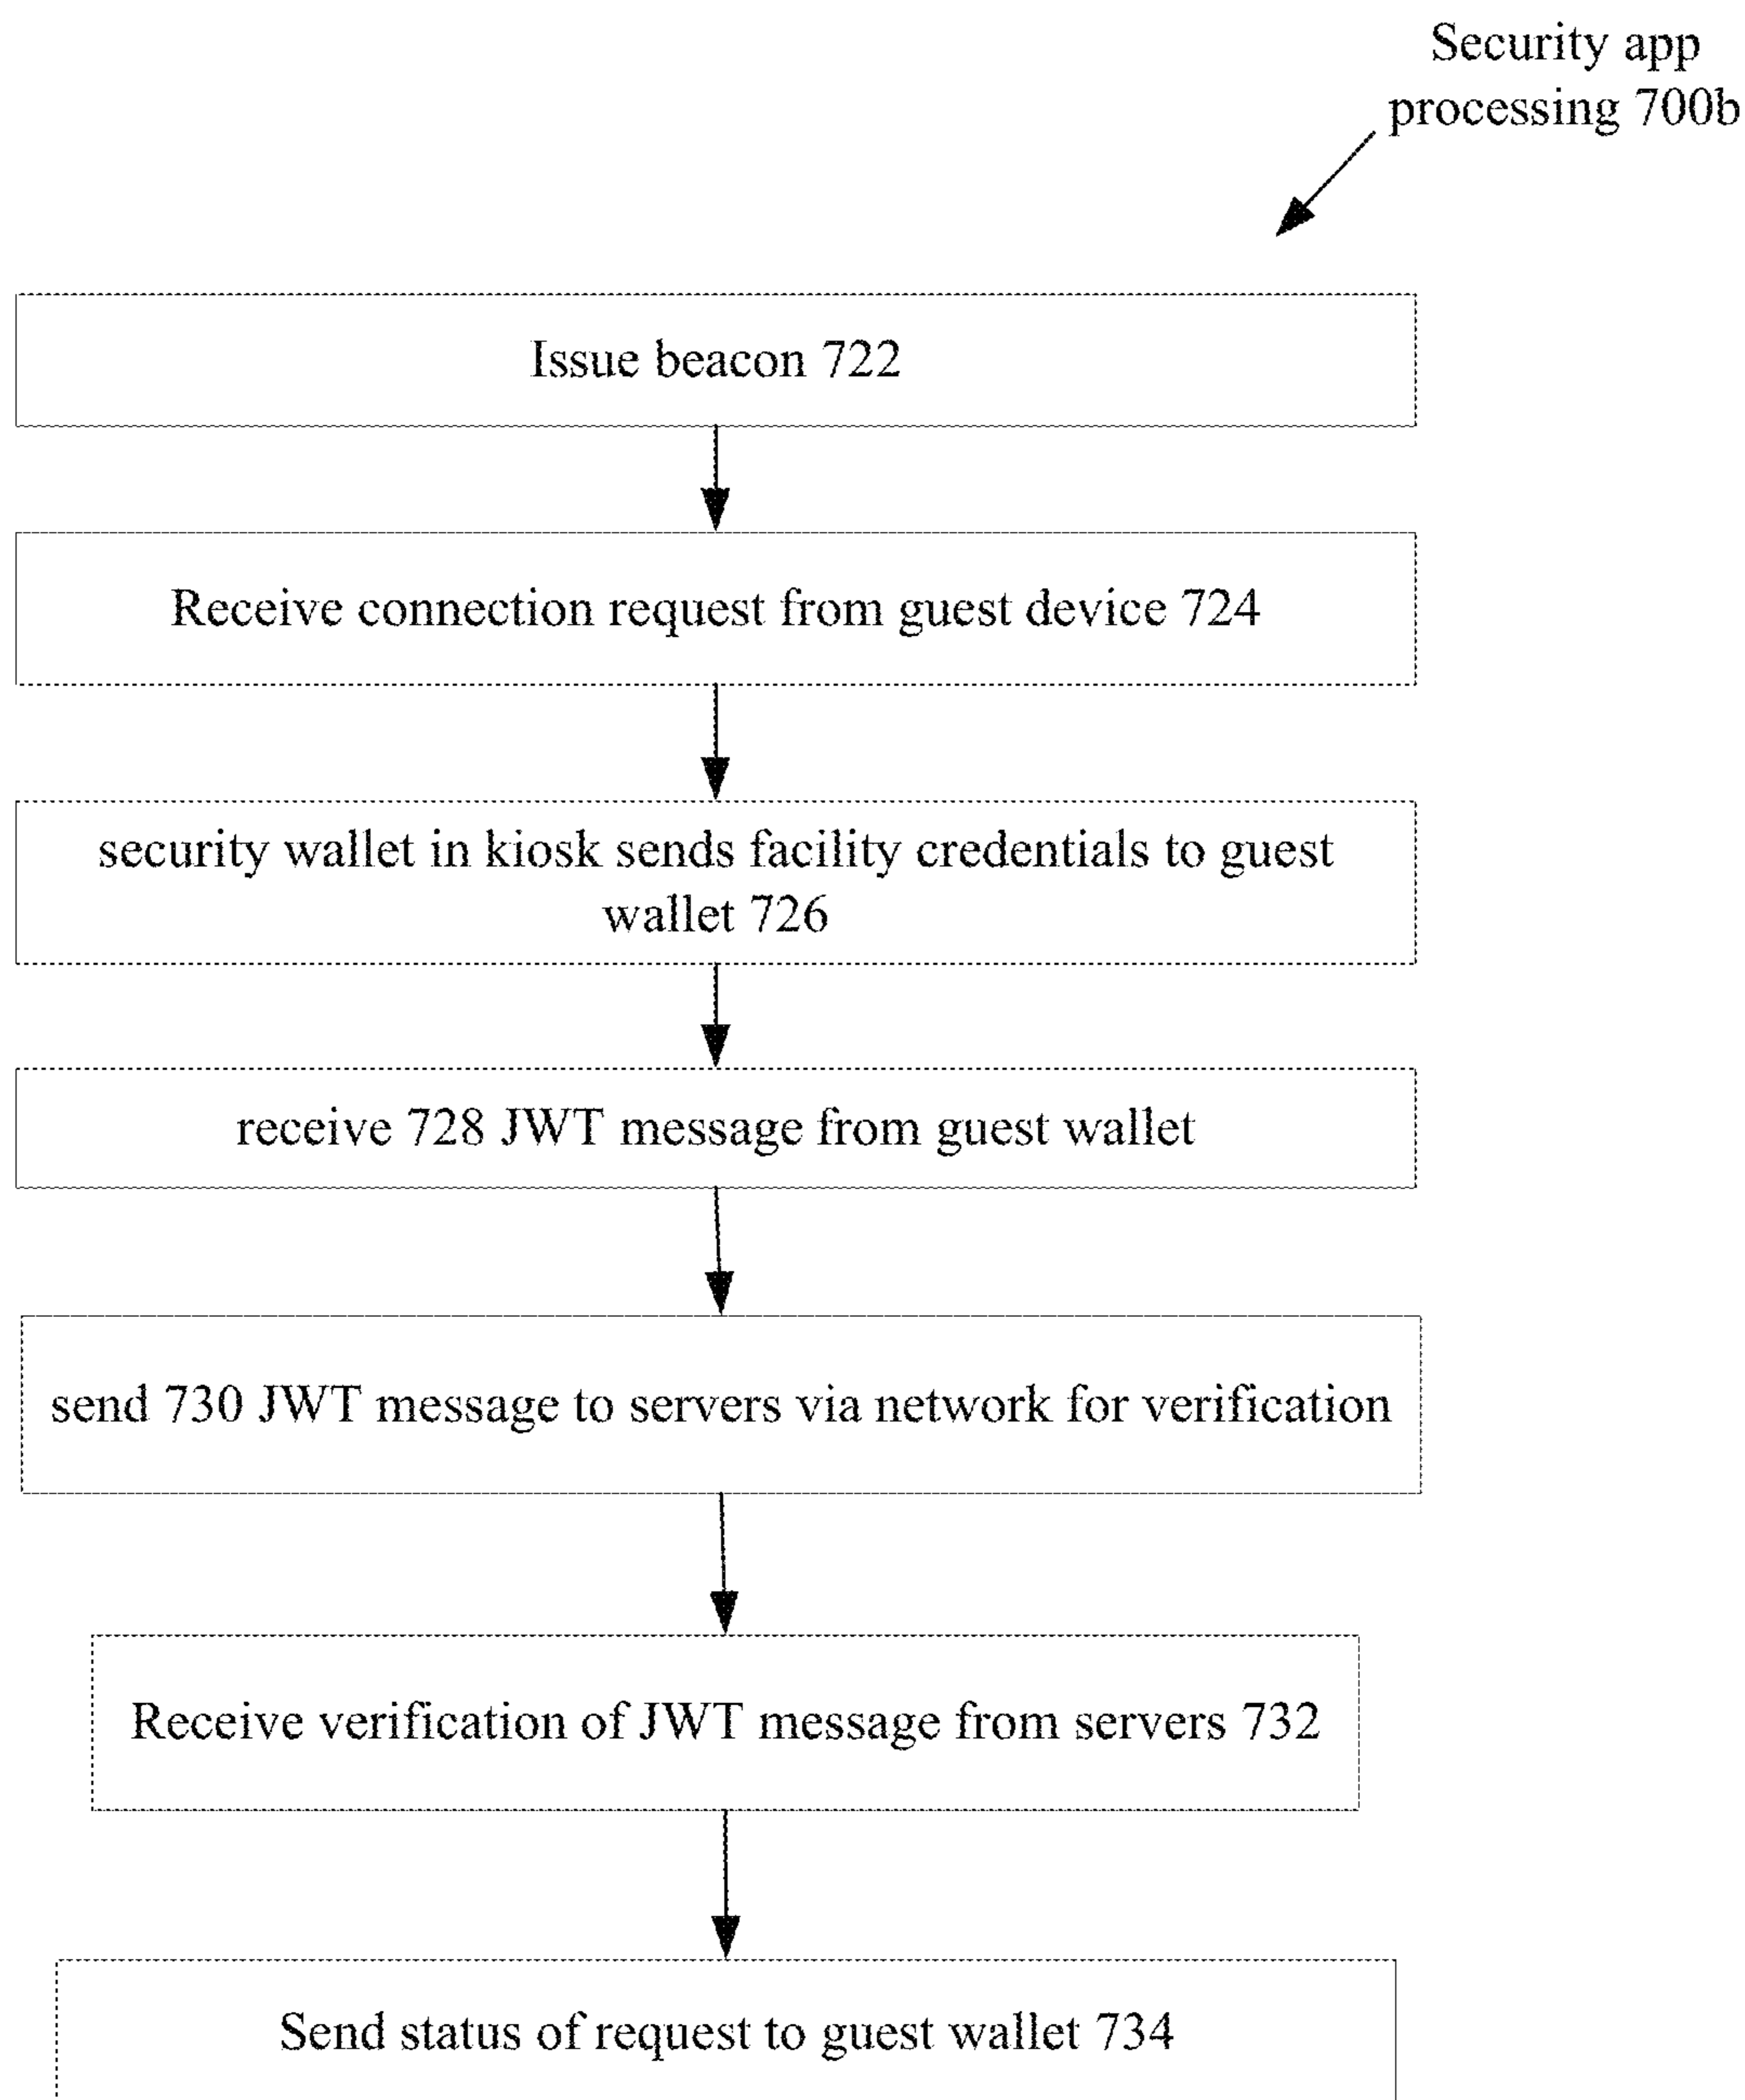 Security app
processing 700b
Issue beacon 722
Receive connection request from guest device 724
security wallet in kiosk sends facility credentials to guest
wallet 726
receive 728 JWT message from guest wallet
send 730 JWT message to servers via network for verification
Receive verification of JWT message from servers 732
Send status of request to guest wallet 734